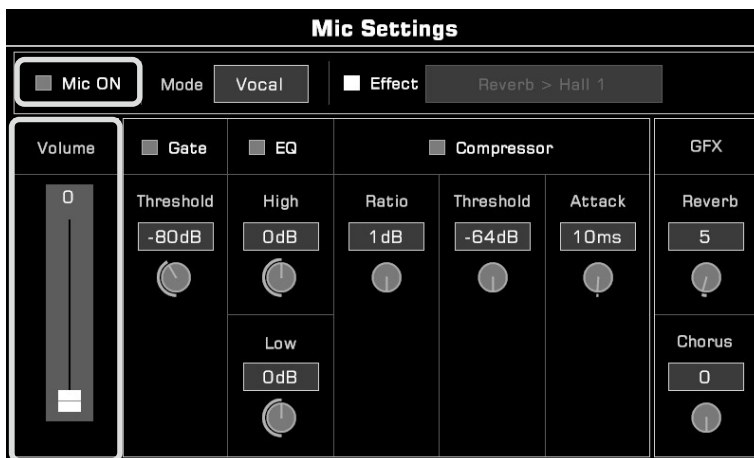 Mic Settings
Mic ON Mode Vocal Effect Reverb > Hall 1
Volume Gate EQ Compressor GFX
0 Threshold High Ratio Threshold Attack Reverb
-80dB 0dB 1dB -64dB 10ms 5
Low Chorus
0dB 0